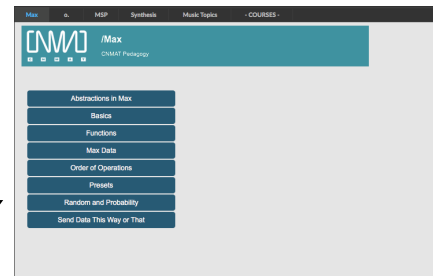 Max o. MSP Synthesis Music Topics - COURSES -
CNMAT /Max
CNMAT Pedagogy
Abstractions in Max
Basics
Functions
Max Data
Order of Operations
Presets
Random and Probability
Send Data This Way or That